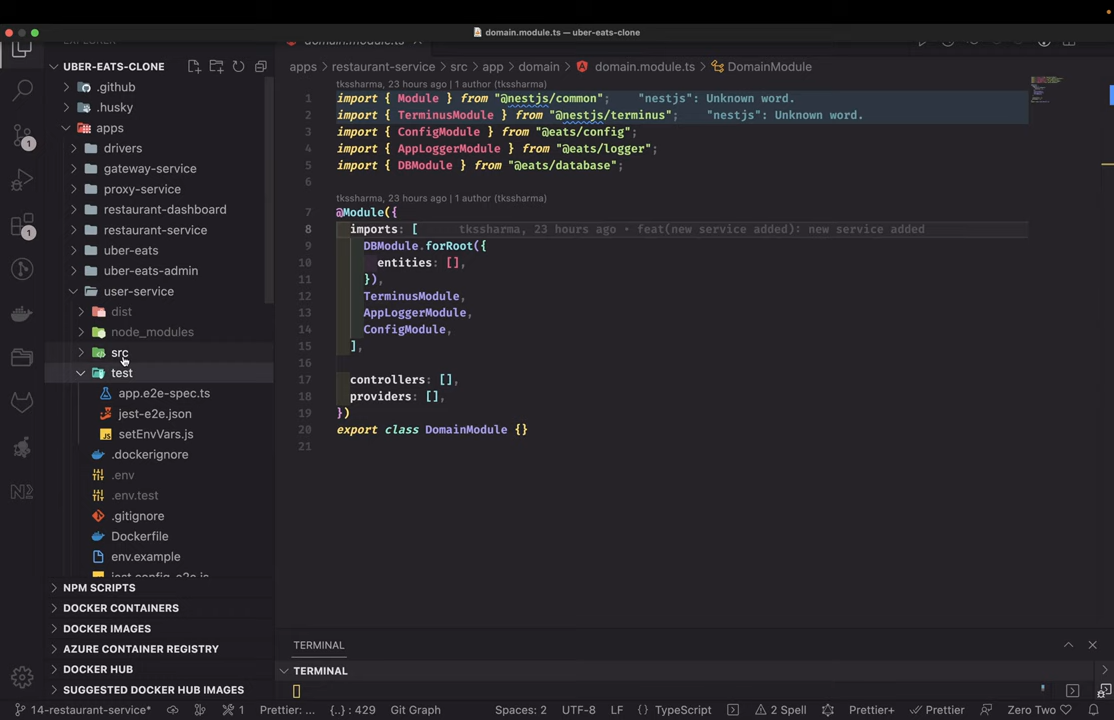 domain.module.ts — uber-eats-clone
domain.module.ts
UBER-EATS-CLONE
.github
.husky
apps
drivers
gateway-service
proxy-service
restaurant-dashboard
restaurant-service
uber-eats
uber-eats-admin
user-service
dist
node_modules
src
test
app.e2e-spec.ts
jest-e2e.json
setEnvVars.js
.dockerignore
.env
.env.test
.gitignore
Dockerfile
env.example
jest.config.e2e.js
NPM SCRIPTS
DOCKER CONTAINERS
DOCKER IMAGES
AZURE CONTAINER REGISTRY
DOCKER HUB
SUGGESTED DOCKER HUB IMAGES
apps > restaurant-service > src > app > domain > domain.module.ts > DomainModule
tkssharma, 23 hours ago | 1 author (tkssharma)
1 import { Module } from "@nestjs/common"; "nestjs": Unknown word.
2 import { TerminusModule } from "@nestjs/terminus"; "nestjs": Unknown word.
3 import { ConfigModule } from "@eats/config";
4 import { AppLoggerModule } from "@eats/logger";
5 import { DBModule } from "@eats/database";
6
tkssharma, 23 hours ago | 1 author (tkssharma)
7 @Module({
8 imports: [ tkssharma, 23 hours ago • feat(new service added): new service added
9 DBModule.forRoot({
10 entities: [],
11 }),
12 TerminusModule,
13 AppLoggerModule,
14 ConfigModule,
15 ],
16
17 controllers: [],
18 providers: [],
19 })
20 export class DomainModule {}
21
TERMINAL
TERMINAL
14-restaurant-service* 1 Prettier: ... {..} : 429 Git Graph Spaces: 2 UTF-8 LF {} TypeScript 2 Spell Prettier+ Prettier Zero Two